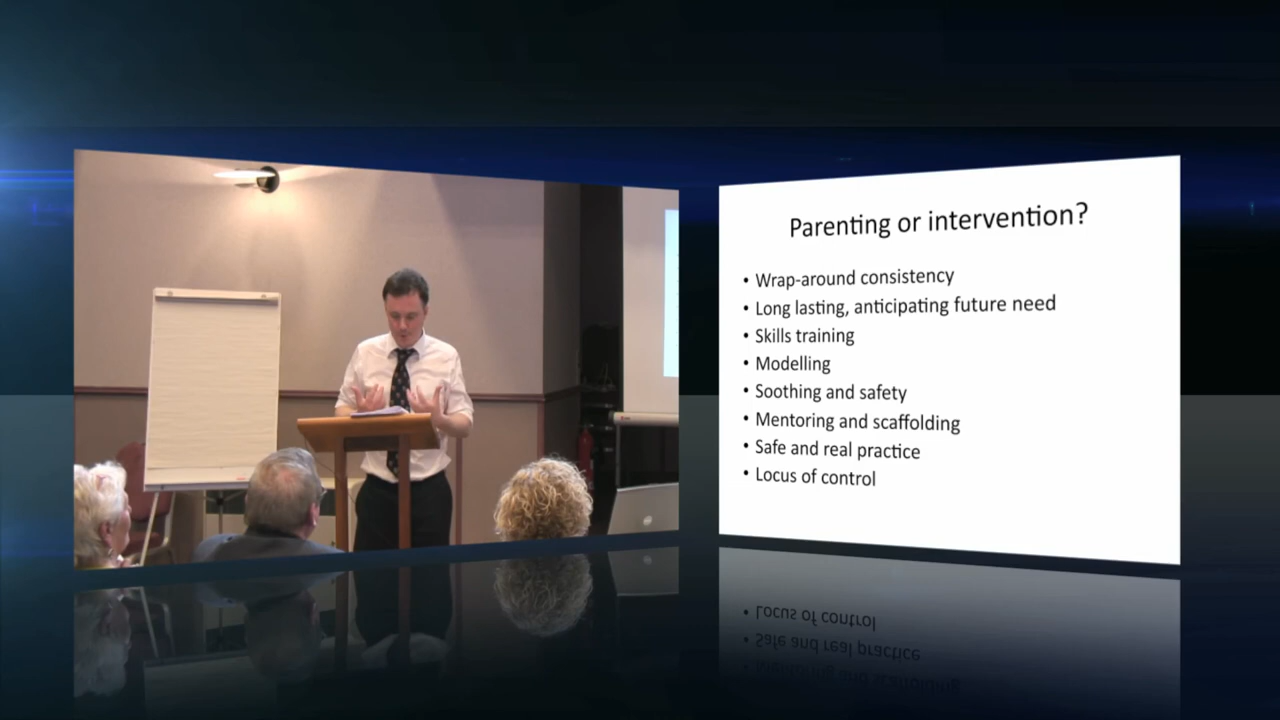 Parenting or intervention?
• Wrap-around consistency
• Long lasting, anticipating future need
• Skills training
• Modelling
• Soothing and safety
• Mentoring and scaffolding
• Safe and real practice
• Locus of control